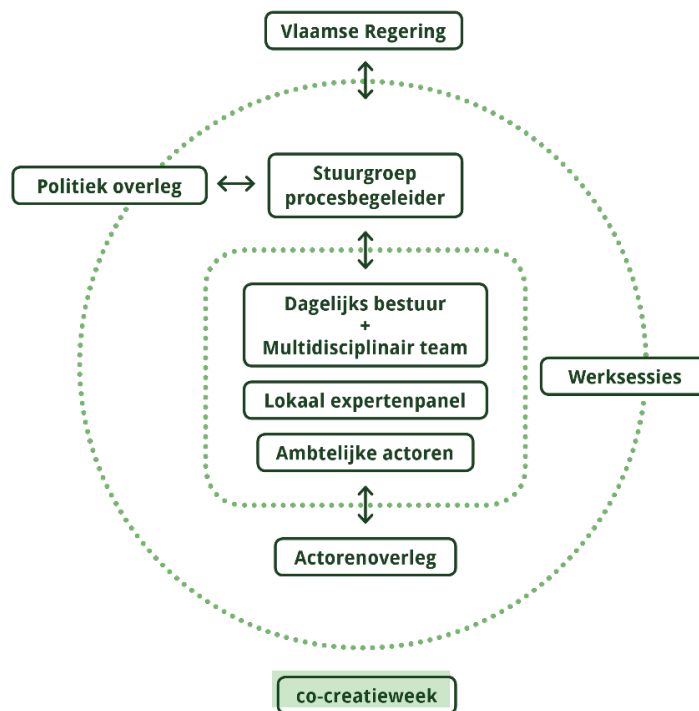 Vlaamse Regering
Politiek overleg
Stuurgroep
procesbegeleider
Dagelijks bestuur
+
Multidisciplinair team
Lokaal expertenpanel
Werksessies
Ambtelijke actoren
Actorenoverleg
co-creatieweek